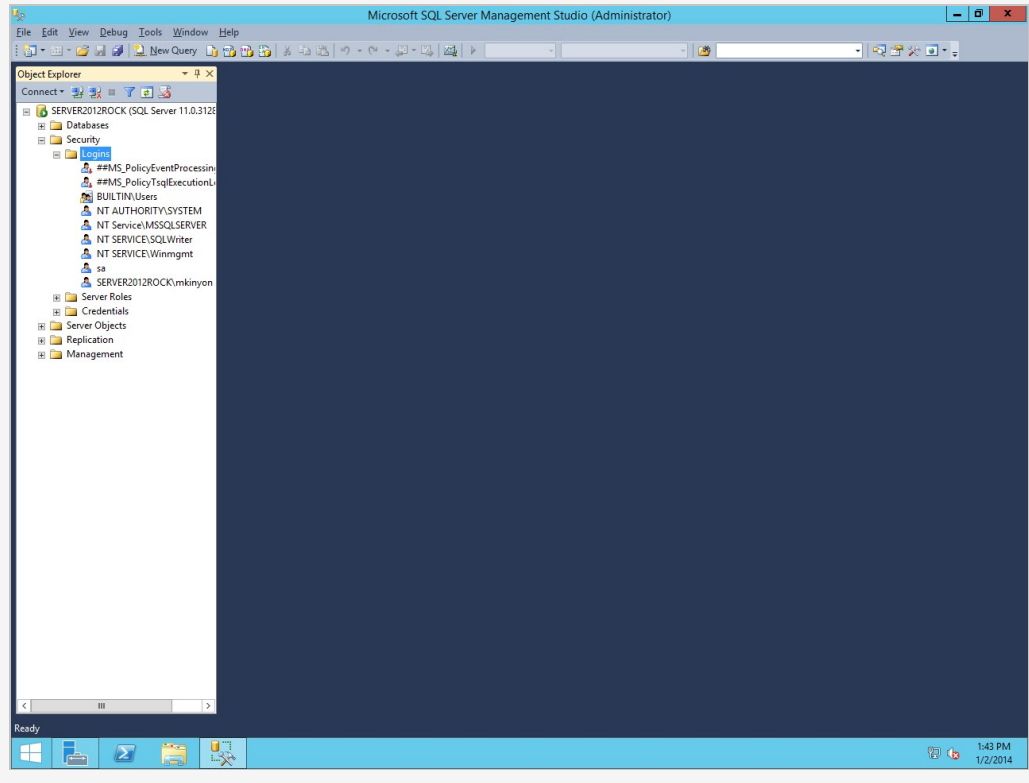 Microsoft SQL Server Management Studio (Administrator)
File Edit View Debug Tools Window Help
New Query
Object Explorer
Connect
SERVER2012ROCK (SQL Server 11.0.3128
Databases
Security
Logins
##MS_PolicyEventProcessin
##MS_PolicyTsqlExecutionL
BUILTIN\Users
NT AUTHORITY\SYSTEM
NT Service\MSSQLSERVER
NT SERVICE\SQLWriter
NT SERVICE\Winmgmt
sa
SERVER2012ROCK\mkinyon
Server Roles
Credentials
Server Objects
Replication
Management
Ready
1:43 PM
1/2/2014